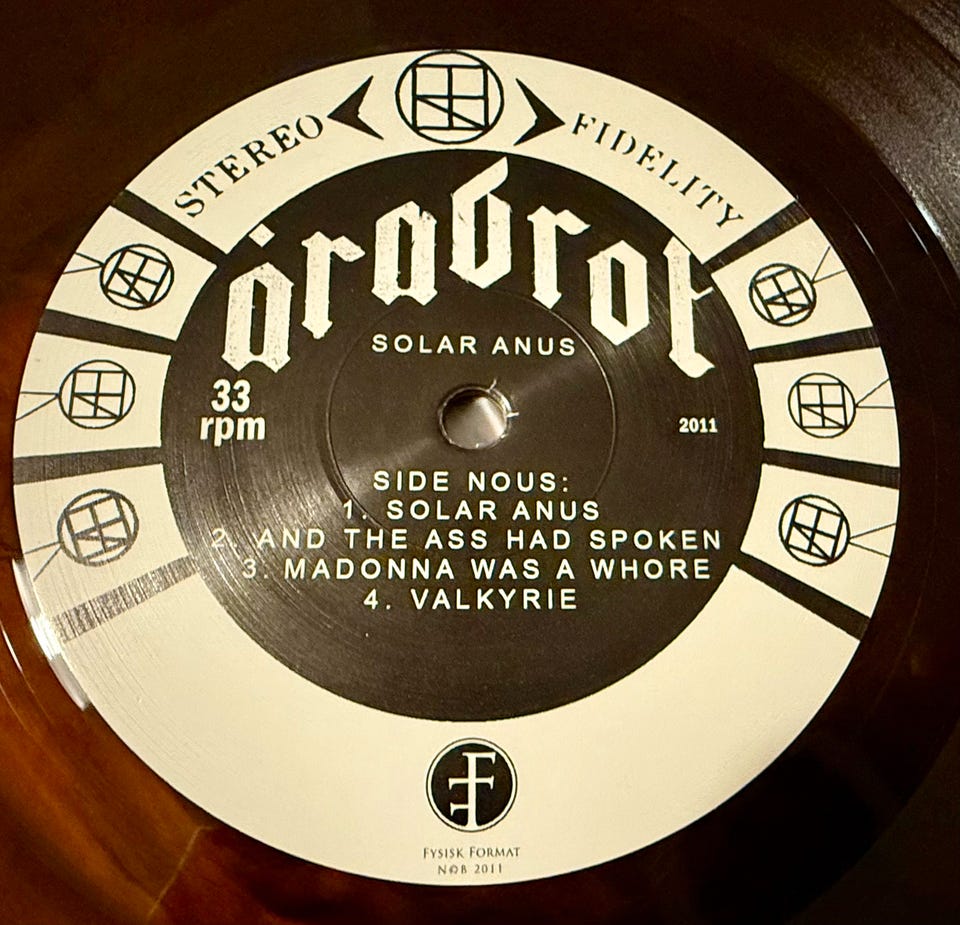 STEREO FIDELITY
årabrot
SOLAR ANUS
33
rpm
2011
SIDE NOUS:
1. SOLAR ANUS
2. AND THE ASS HAD SPOKEN
3. MADONNA WAS A WHORE
4. VALKYRIE
F
FYSISK FORMAT
N©B 2011